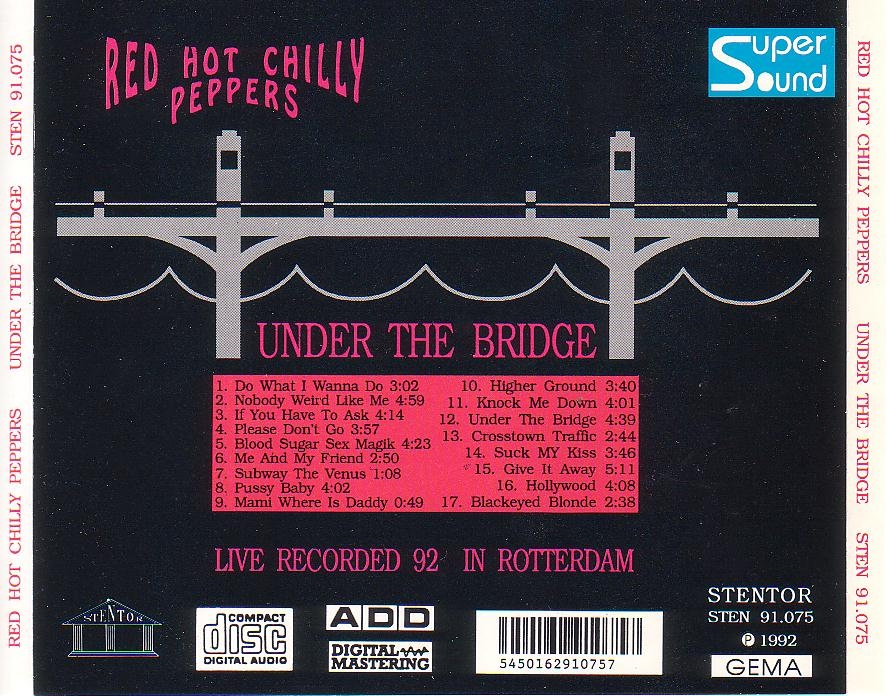 RED HOT CHILLY PEPPERS UNDER THE BRIDGE STEN 91.075
RED HOT CHILLY
PEPPERS
Super
Sound
UNDER THE BRIDGE
1. Do What I Wanna Do 3:02
2. Nobody Weird Like Me 4:59
3. If You Have To Ask 4:14
4. Please Don't Go 3:57
5. Blood Sugar Sex Magik 4:23
6. Me And My Friend 2:50
7. Subway The Venus 1:08
8. Pussy Baby 4:02
9. Mami Where Is Daddy 0:49
10. Higher Ground 3:40
11. Knock Me Down 4:01
12. Under The Bridge 4:39
13. Crosstown Traffic 2:44
14. Suck MY Kiss 3:46
15. Give It Away 5:11
16. Hollywood 4:08
17. Blackeyed Blonde 2:38
LIVE RECORDED 92 IN ROTTERDAM
STENTOR
COMPACT
disc
DIGITAL AUDIO
ADD
DIGITAL
MASTERING
5450162910757
STENTOR
STEN 91.075
℗ 1992
GEMA
RED HOT CHILLY PEPPERS UNDER THE BRIDGE STEN 91.075